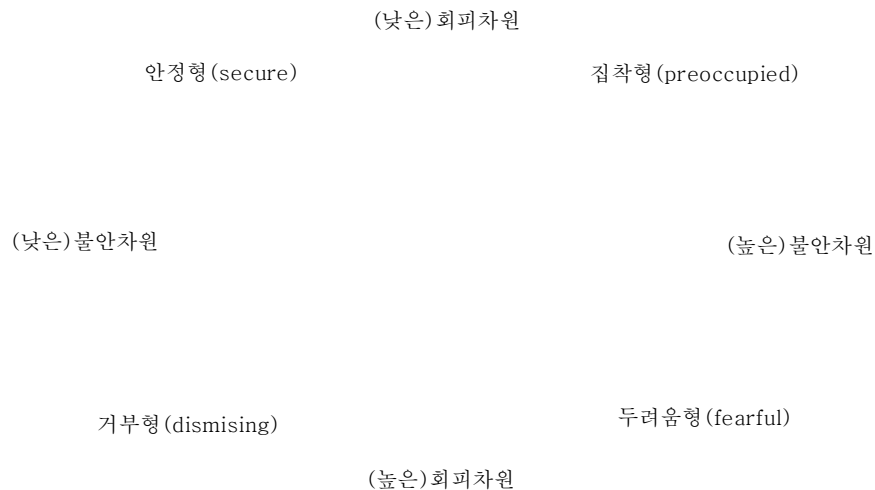 (낮은)회피차원
안정형(secure) 집착형(preoccupied)
(낮은)불안차원 (높은)불안차원
거부형(dismising) 두려움형(fearful)
(높은)회피차원